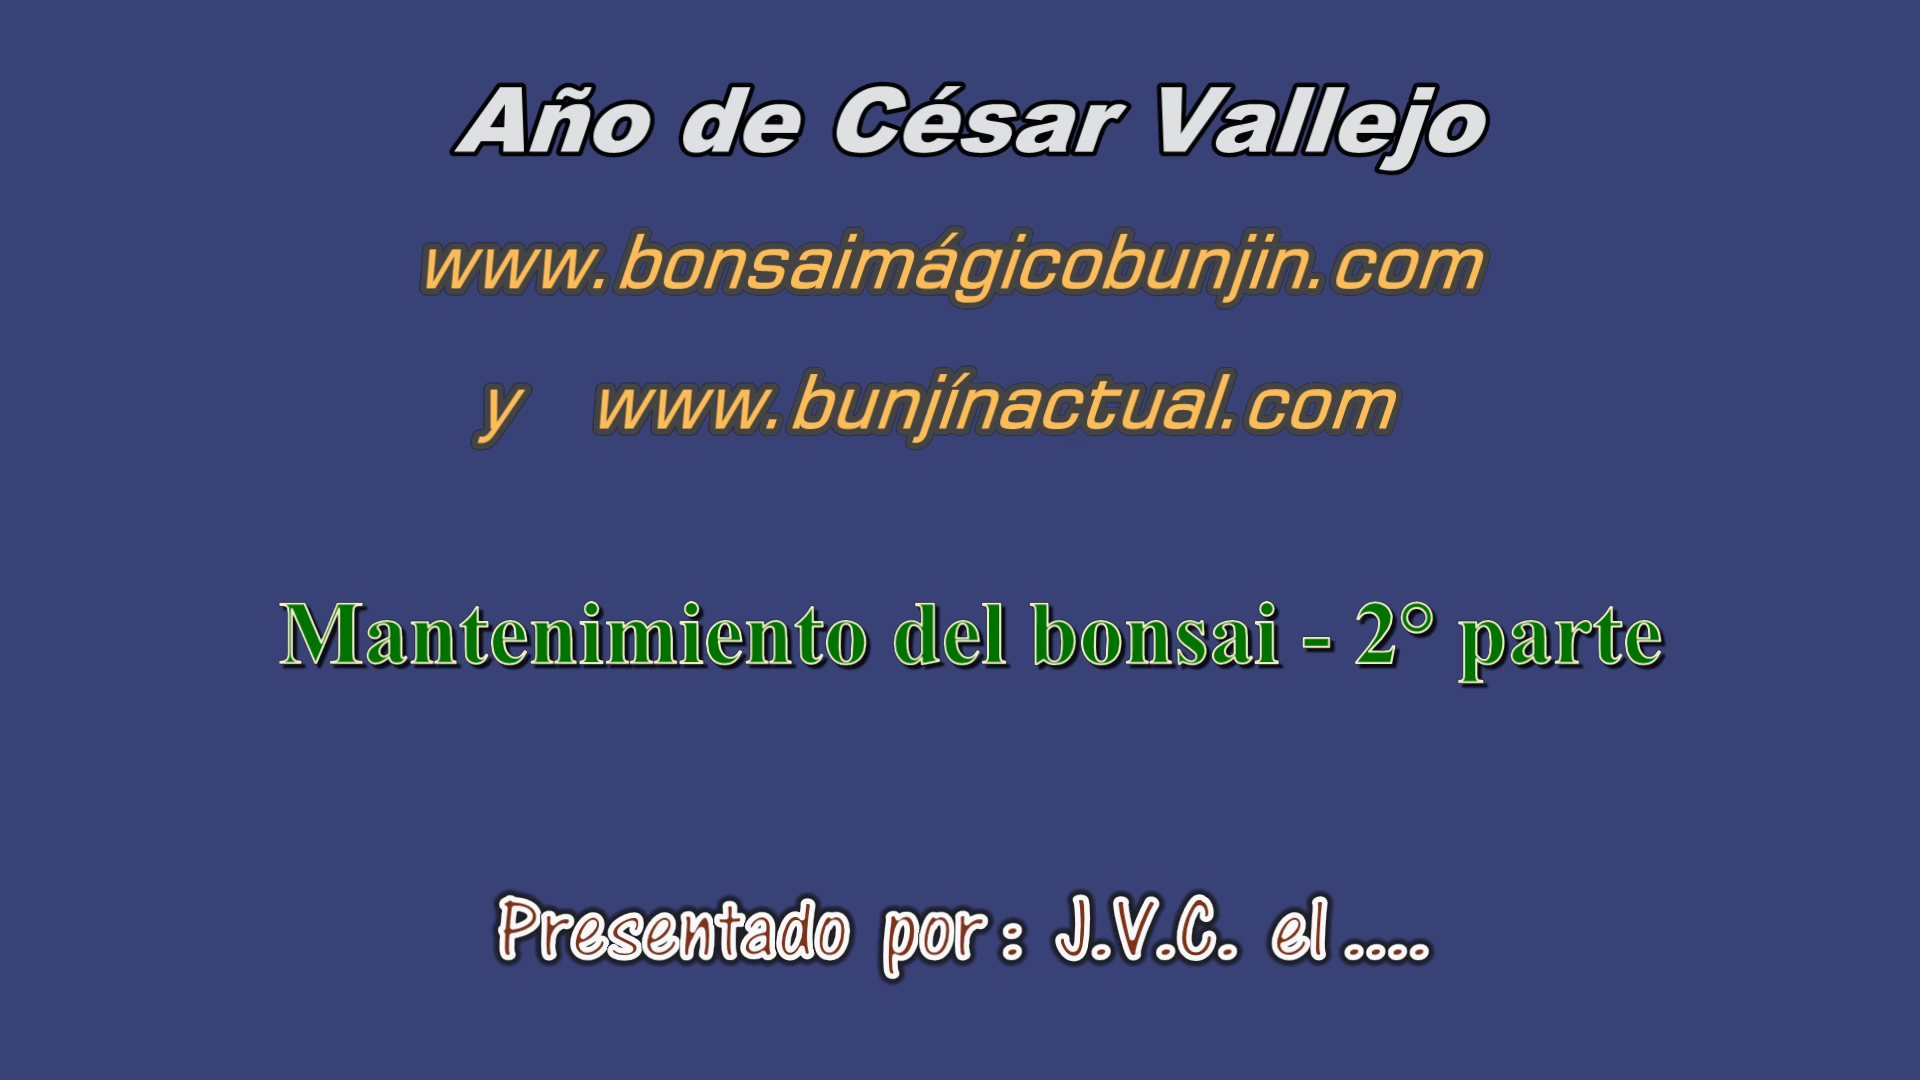 Año de César Vallejo
www.bonsaimágicobunjin.com
y www.bunjínactual.com
Mantenimiento del bonsai - 2° parte
Presentado por : J.V.C. el ....